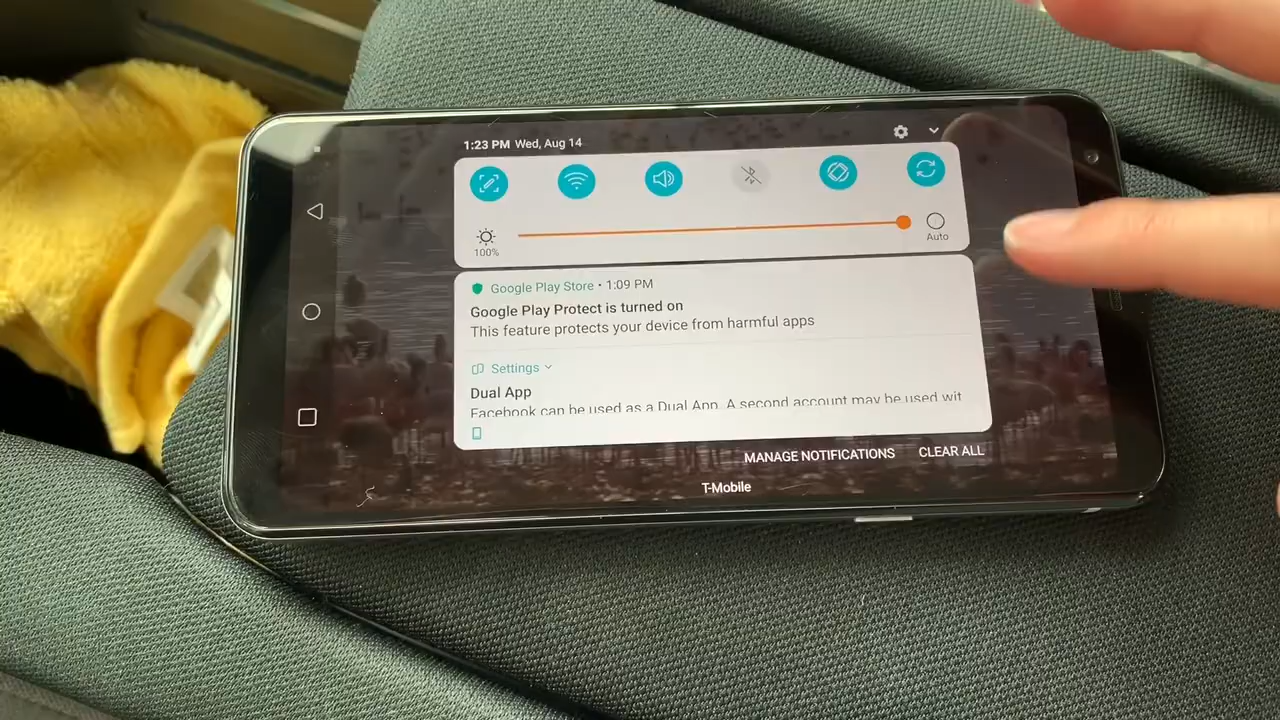 1:23 PM Wed, Aug 14
100%
Auto
Google Play Store • 1:09 PM
Google Play Protect is turned on
This feature protects your device from harmful apps
Settings
Dual App
Facebook can be used as a Dual App. A second account may be used wit
MANAGE NOTIFICATIONS CLEAR ALL
T-Mobile